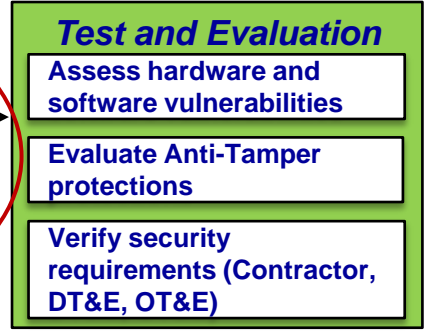 Test and Evaluation
Assess hardware and
software vulnerabilities
Evaluate Anti-Tamper
protections
Verify security
requirements (Contractor,
DT&E, OT&E)